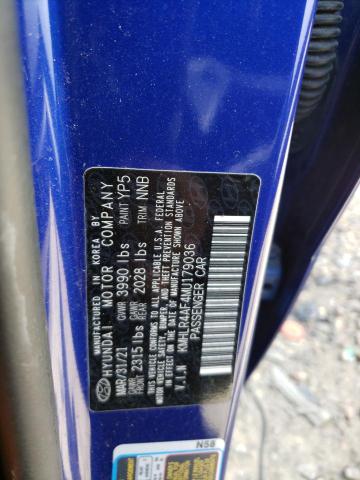 MANUFACTURED IN KOREA BY
HYUNDAI MOTOR COMPANY
MAR/31/21 GVWR 3990 lbs PAINT YP5
GAWR FRONT 2315 lbs GAWR REAR 2028 lbs TRIM NNB
THIS VEHICLE CONFORMS TO ALL APPLICABLE U.S.A. FEDERAL
MOTOR VEHICLE SAFETY, BUMPER, AND THEFT PREVENTION STANDARDS
IN EFFECT ON THE DATE OF MANUFACTURE SHOWN ABOVE.
V.I.N KMHLR4AF4MU179036
PASSENGER CAR
N58